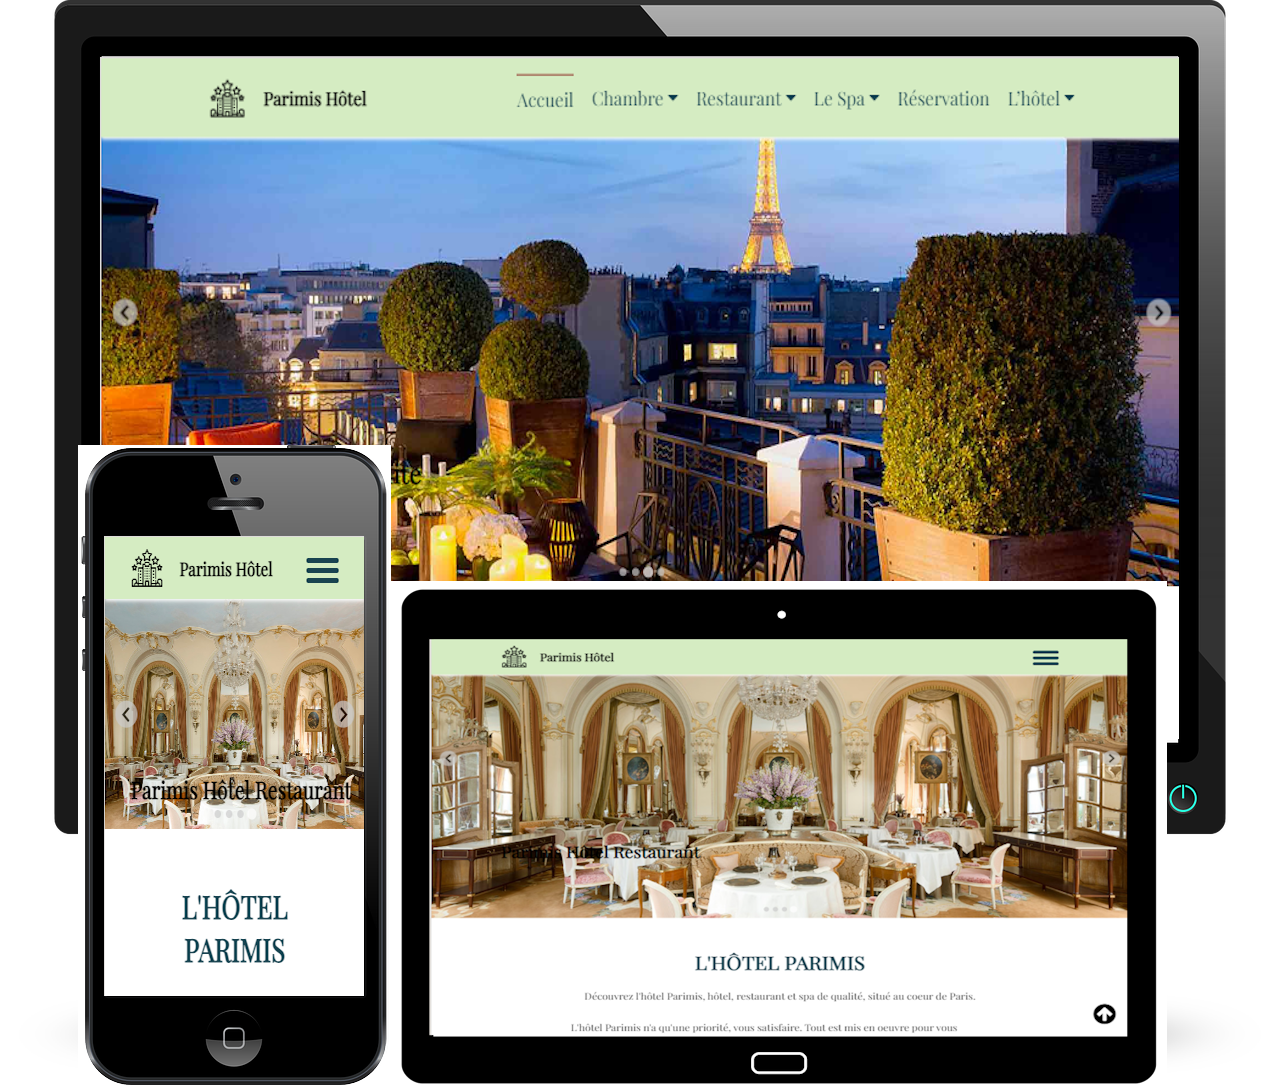 Parimis Hôtel
Accueil Chambre Restaurant Le Spa Réservation L'hôtel
Parimis Hôtel
Parimis Hôtel Restaurant
L'HÔTEL
PARIMIS
Parimis Hôtel
Parimis Hôtel Restaurant
L'HÔTEL PARIMIS
Découvrez l'hôtel Parimis, hôtel, restaurant et spa de qualité, situé au coeur de Paris.
L'hôtel Parimis n'a qu'une priorité, vous satisfaire. Tout est mis en oeuvre pour vous